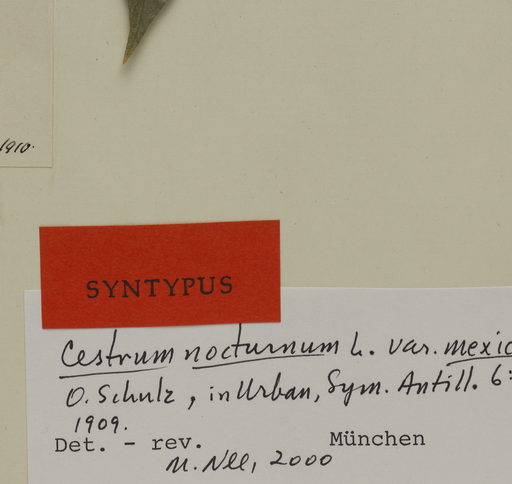 1910.
SYNTYPUS
Cestrum nocturnum L. var. mexic
O. Schulz, in Urban, Sym. Antill. 6:
1909.
Det. - rev. München
M. Nee, 2000